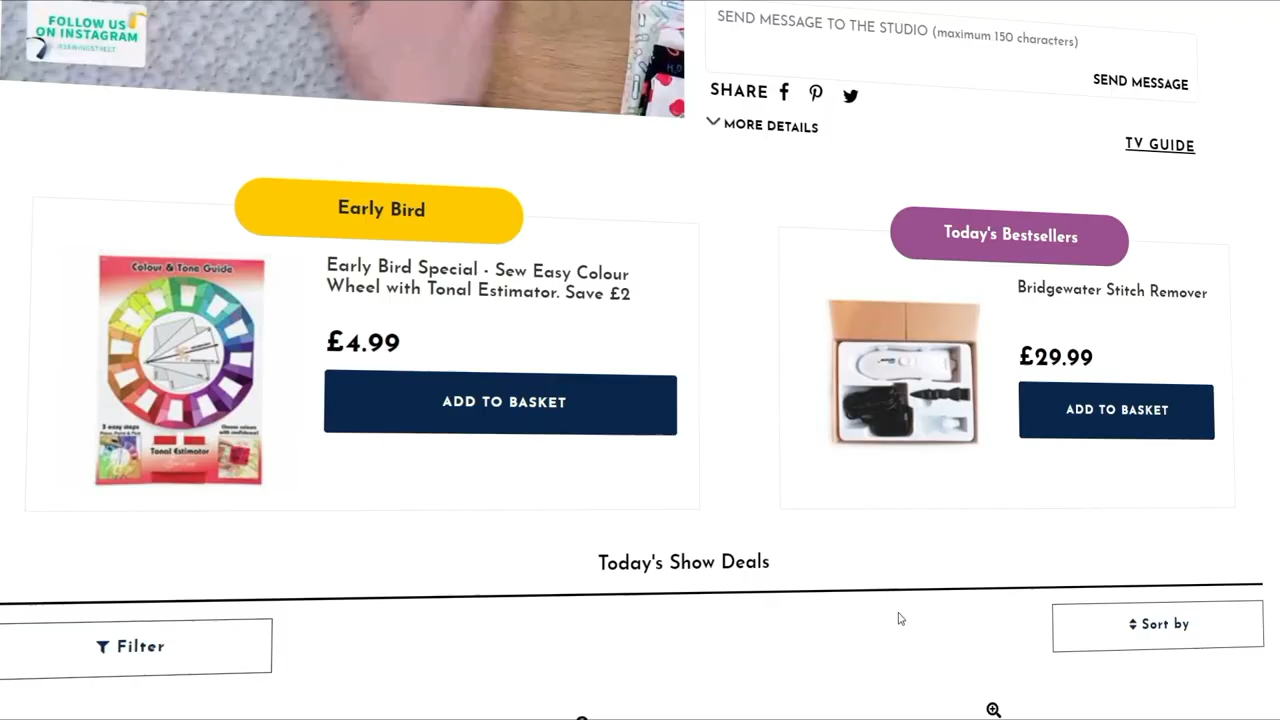 FOLLOW US
ON INSTAGRAM
SEND MESSAGE TO THE STUDIO (maximum 150 characters)
SEND MESSAGE
SHARE
MORE DETAILS
TV GUIDE
Early Bird
Today's Bestsellers
Colour & Tone Guide
Early Bird Special - Sew Easy Colour
Wheel with Tonal Estimator. Save £2
£4.99
ADD TO BASKET
Bridgewater Stitch Remover
£29.99
ADD TO BASKET
3 easy steps
Tonal Estimator
Today's Show Deals
Filter
Sort by